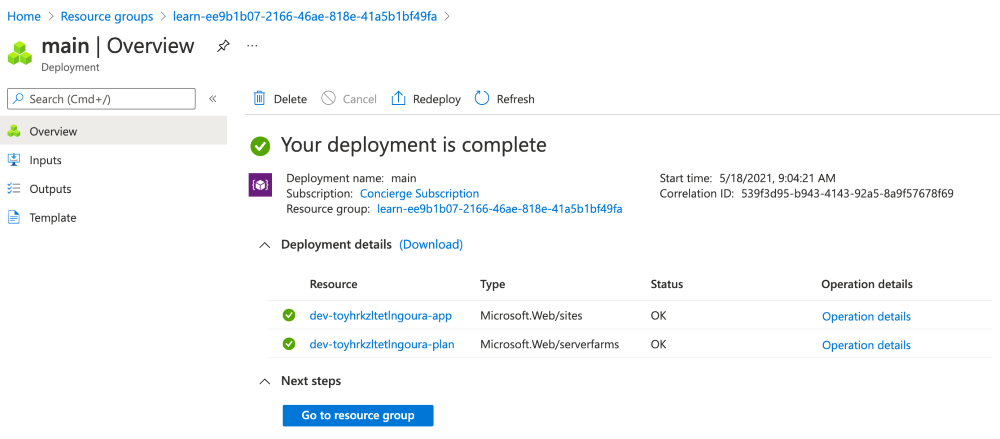 Home > Resource groups > learn-ee9b1b07-2166-46ae-818e-41a5b1bf49fa >
main | Overview ...
Deployment
Search (Cmd+/) «
Overview
Inputs
Outputs
Template
Delete Cancel Redeploy Refresh
Your deployment is complete
Deployment name: main
Subscription: Concierge Subscription
Resource group: learn-ee9b1b07-2166-46ae-818e-41a5b1bf49fa
Start time: 5/18/2021, 9:04:21 AM
Correlation ID: 539f3d95-b943-4143-92a5-8a9f57678f69
Deployment details (Download)
Resource Type Status Operation details
dev-toyhrkzltetlngoura-app Microsoft.Web/sites OK Operation details
dev-toyhrkzltetlngoura-plan Microsoft.Web/serverfarms OK Operation details
Next steps
Go to resource group